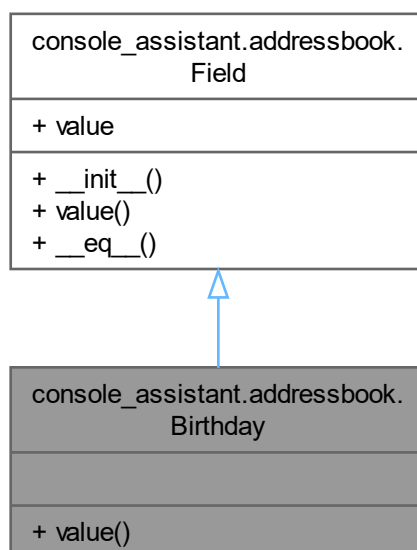 console_assistant.addressbook.
Field
+ value
+ __init__()
+ value()
+ __eq__()
console_assistant.addressbook.
Birthday
+ value()